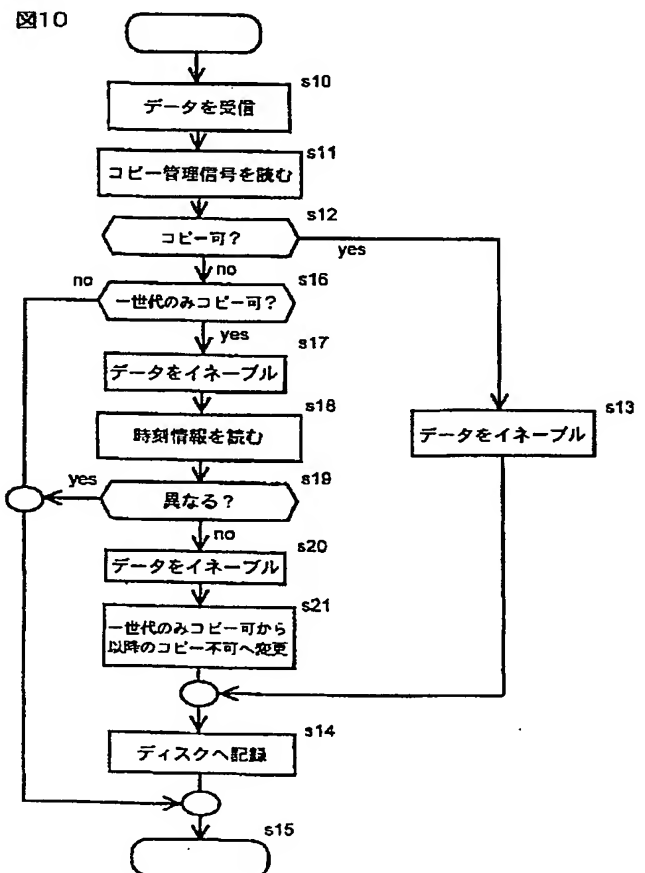 図10
s10
データを受信
s11
コピー管理信号を読む
s12
コピー可?
yes
no
s16
no
一世代のみコピー可?
yes
s17
データをイネーブル
s18
時刻情報を読む
s13
データをイネーブル
s19
yes
異なる?
no
s20
データをイネーブル
s21
一世代のみコピー可から
以降のコピー不可へ変更
s14
ディスクへ記録
s15